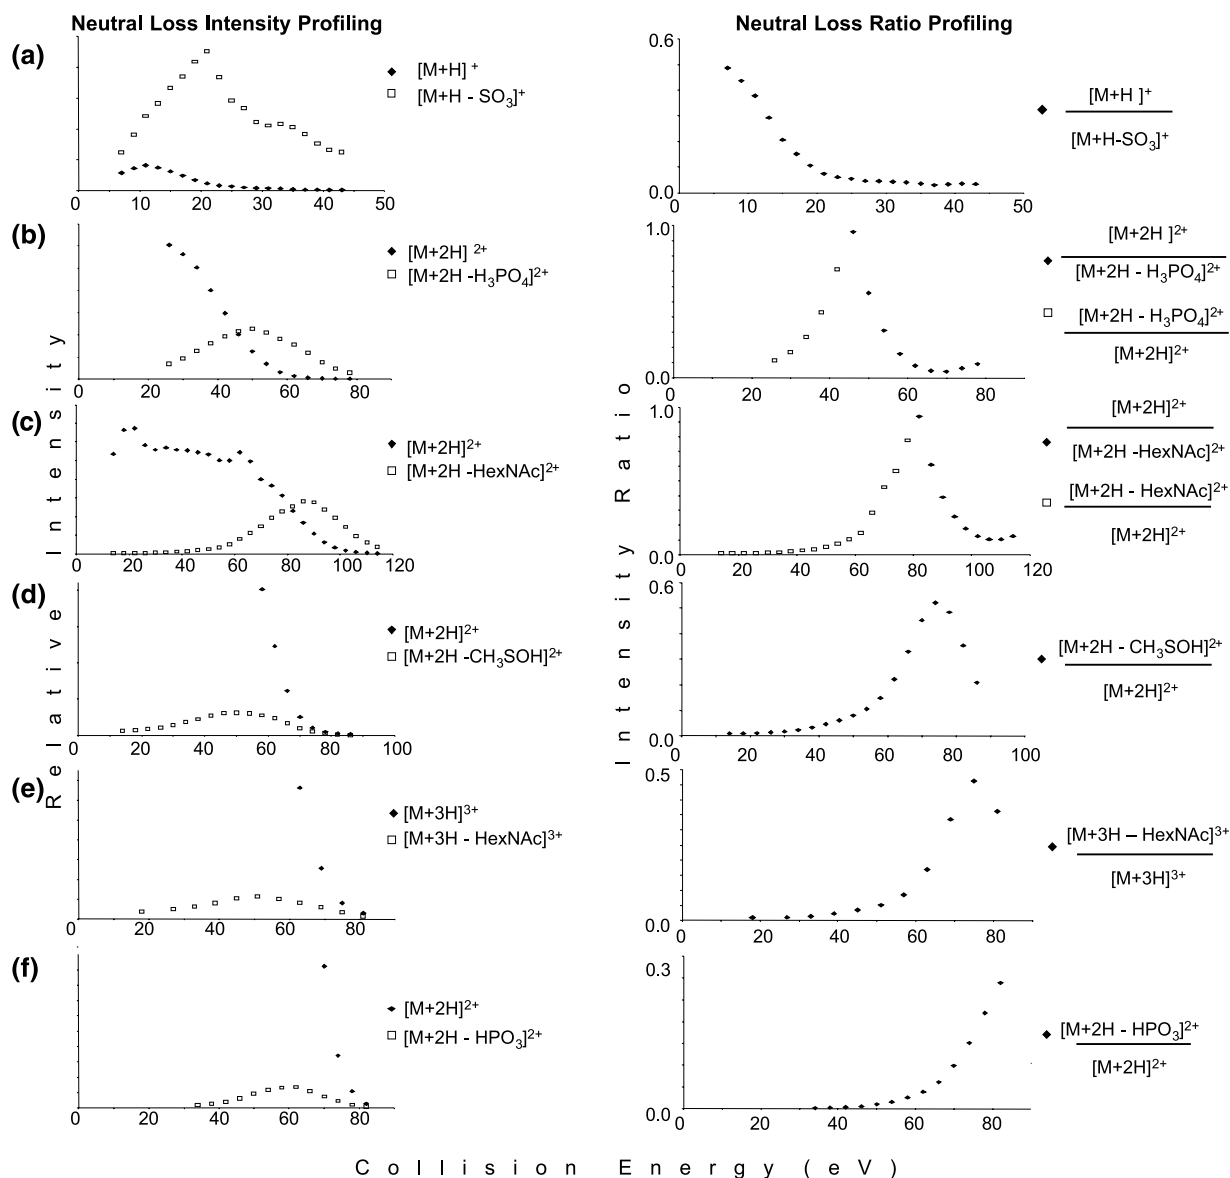 Neutral Loss Intensity Profiling
Neutral Loss Ratio Profiling
(a)
[M+H] +
[M+H - SO3]+
0 10 20 30 40 50
0.6
0.0
0 10 20 30 40 50
[M+H ]+
[M+H-SO3]+
(b)
[M+2H] 2+
[M+2H -H3PO4]2+
0 20 40 60 80
1.0
0.0
0 20 40 60 80
[M+2H ]2+
[M+2H - H3PO4]2+
[M+2H - H3PO4]2+
[M+2H]2+
(c)
[M+2H]2+
[M+2H -HexNAc]2+
0 20 40 60 80 100 120
1.0
0.0
0 20 40 60 80 100 120
[M+2H]2+
[M+2H -HexNAc]2+
[M+2H - HexNAc]2+
[M+2H]2+
(d)
[M+2H]2+
[M+2H -CH3SOH]2+
0 20 40 60 80 100
0.6
0.0
0 20 40 60 80 100
[M+2H - CH3SOH]2+
[M+2H]2+
(e)
[M+3H]3+
[M+3H - HexNAc]3+
0 20 40 60 80
0.5
0.0
0 20 40 60 80
[M+3H – HexNAc]3+
[M+3H]3+
(f)
[M+2H]2+
[M+2H - HPO3]2+
0 20 40 60 80
0.3
0.0
0 20 40 60 80
[M+2H - HPO3]2+
[M+2H]2+
Relative Intensity
Intensity Ratio
Collision Energy (eV)